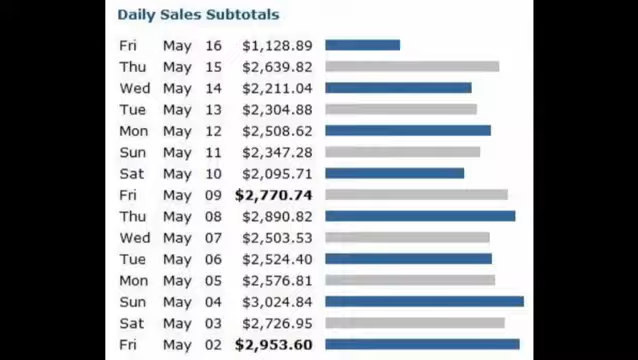 Daily Sales Subtotals
Fri May 16 $1,128.89
Thu May 15 $2,639.82
Wed May 14 $2,211.04
Tue May 13 $2,304.88
Mon May 12 $2,508.62
Sun May 11 $2,347.28
Sat May 10 $2,095.71
Fri May 09 $2,770.74
Thu May 08 $2,890.82
Wed May 07 $2,503.53
Tue May 06 $2,524.40
Mon May 05 $2,576.81
Sun May 04 $3,024.84
Sat May 03 $2,726.95
Fri May 02 $2,953.60